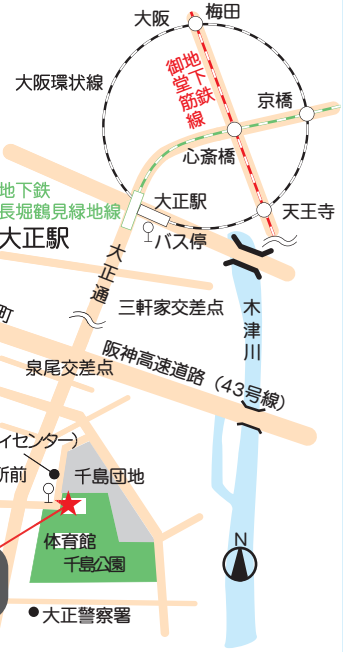 大阪
梅田
地下鉄
御堂筋線
大阪環状線
京橋
心斎橋
地下鉄
長堀鶴見緑地線
大正駅
大正駅
天王寺
バス停
大正通
三軒家交差点
木津川
町
阪神高速道路（43号線）
泉尾交差点
ィセンター）
所前
千島団地
体育館
千島公園
N
大正警察署